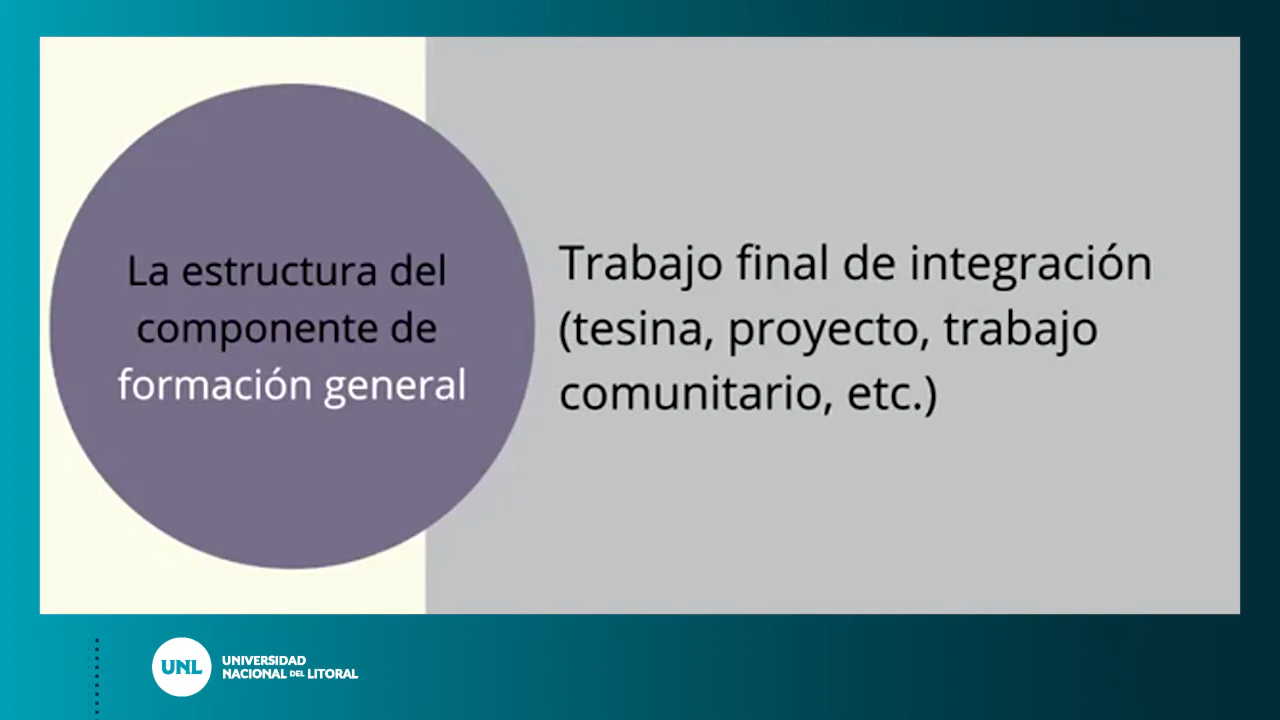 La estructura del
componente de
formación general
Trabajo final de integración
(tesina, proyecto, trabajo
comunitario, etc.)
UNL
UNIVERSIDAD
NACIONAL DEL LITORAL